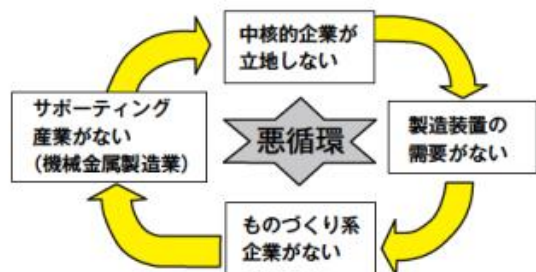 中核的企業が
立地しない
製造装置の
需要がない
ものづくり系
企業がない
サポーティング
産業がない
（機械金属製造業）
悪循環